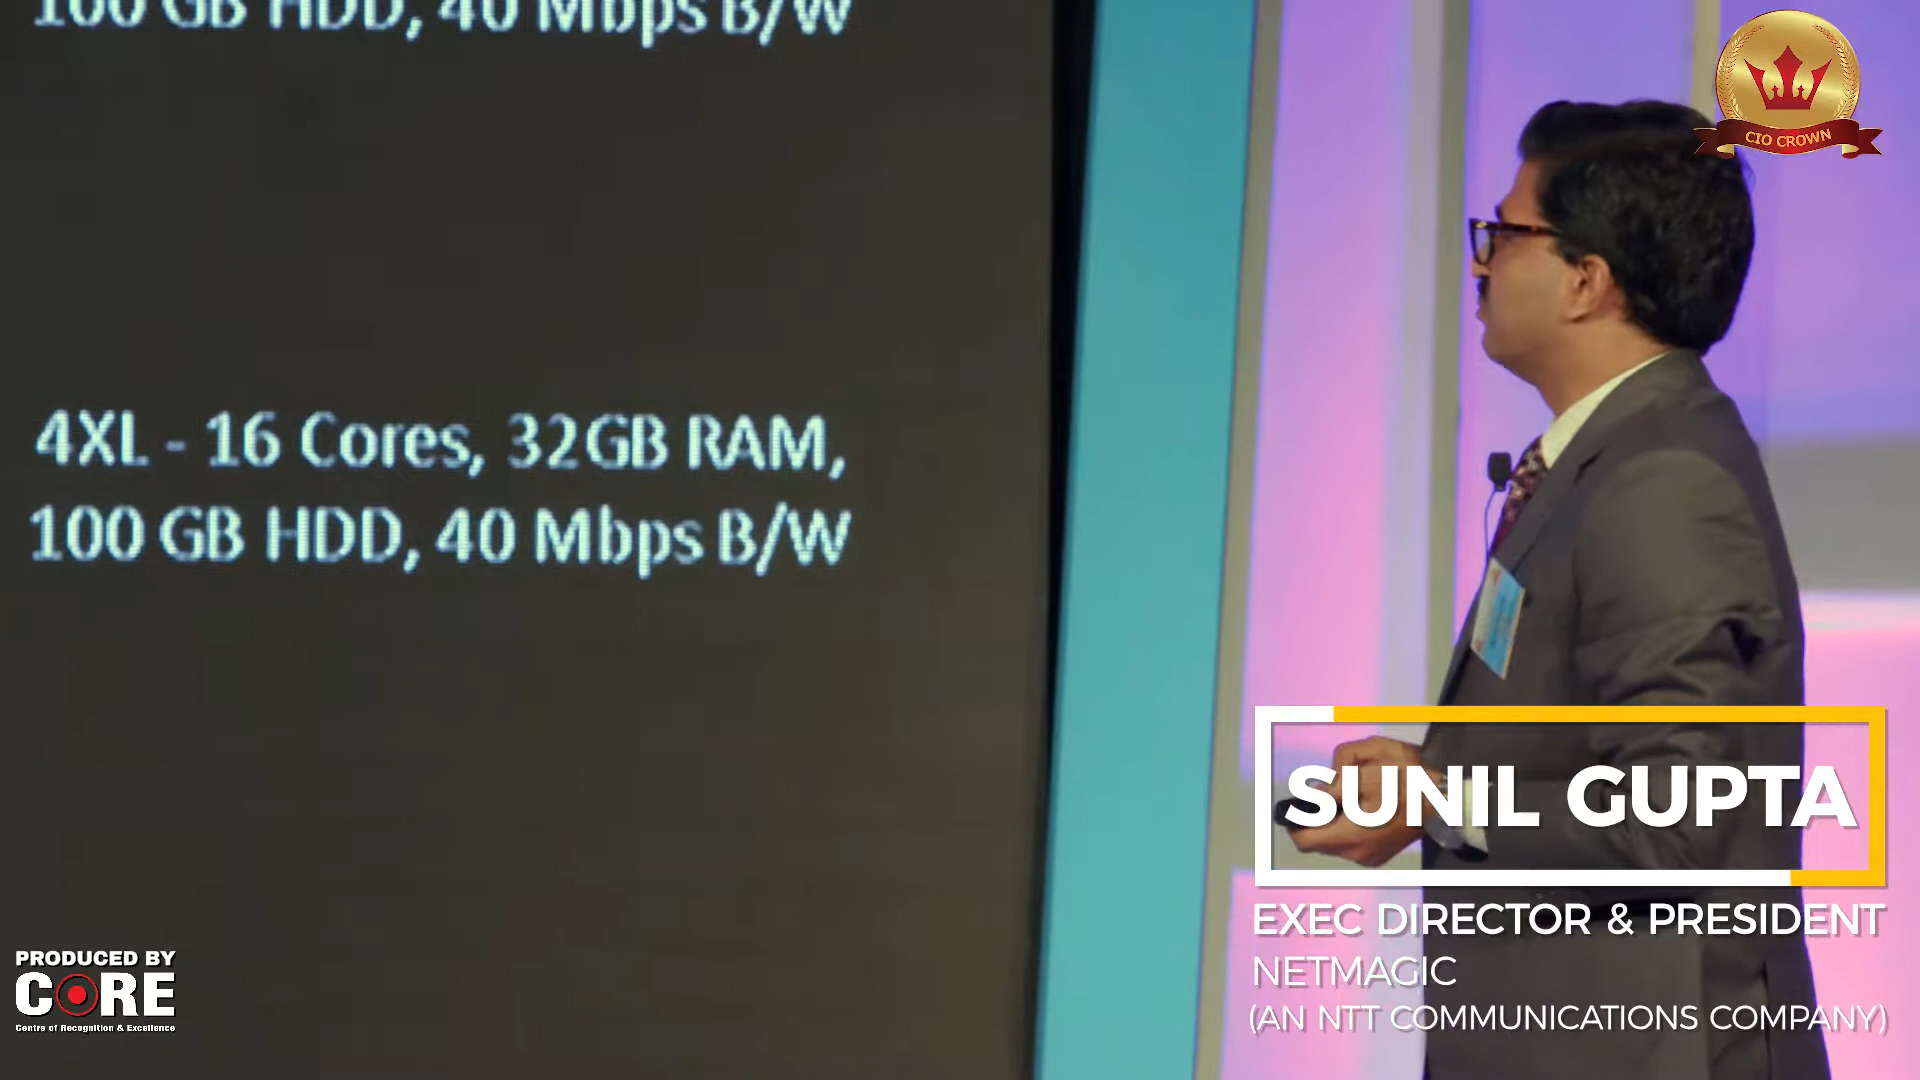 100 GB HDD, 40 Mbps B/W
CIO CROWN
4XL - 16 Cores, 32GB RAM,
100 GB HDD, 40 Mbps B/W
SUNIL GUPTA
EXEC DIRECTOR & PRESIDENT
NETMAGIC
(AN NTT COMMUNICATIONS COMPANY)
PRODUCED BY
CORE
Centre of Recognition & Excellence